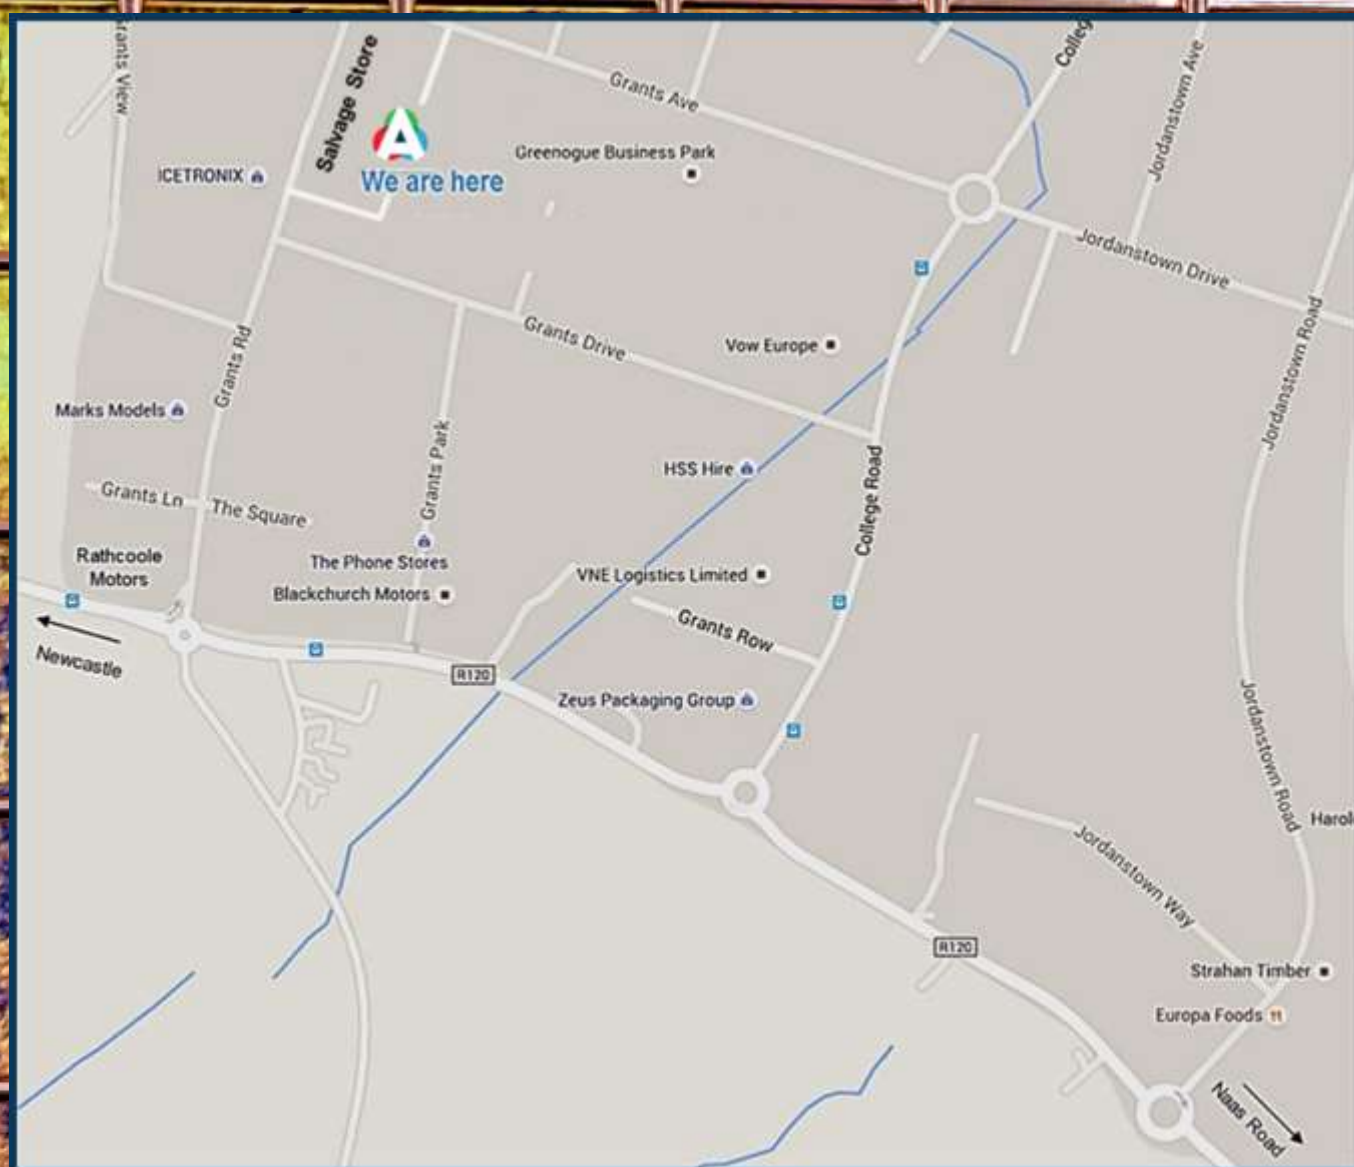 Grants View
Salvage Store
A
We are here
ICETRONIX
Grants Ave
Greenogue Business Park
Jordanstown Ave
Jordanstown Drive
Grants Rd
Grants Drive
Vow Europe
Jordanstown Road
Marks Models
Grants Park
HSS Hire
College Road
Grants Ln
The Square
Rathcoole
Motors
The Phone Stores
Blackchurch Motors
VNE Logistics Limited
Grants Row
Newcastle
R120
Zeus Packaging Group
Jordanstown Road
Jordanstown Way
R120
Strahan Timber
Europa Foods
Naas Road